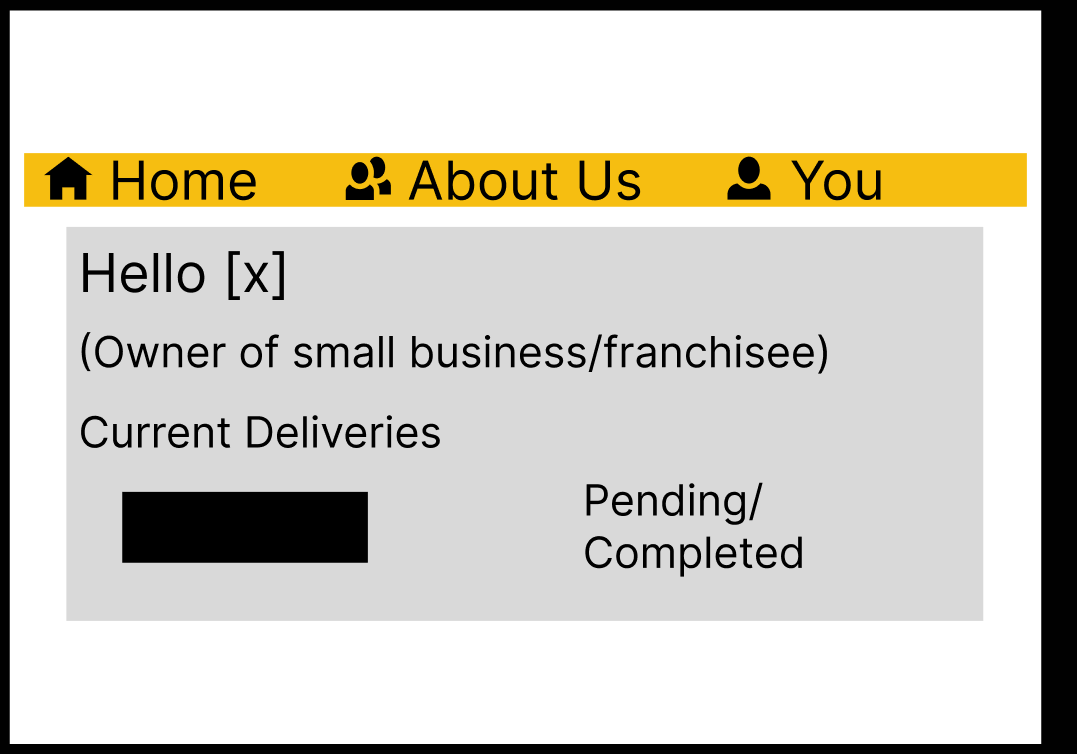 Home About Us You
Hello [x]
(Owner of small business/franchisee)
Current Deliveries
Pending/
Completed